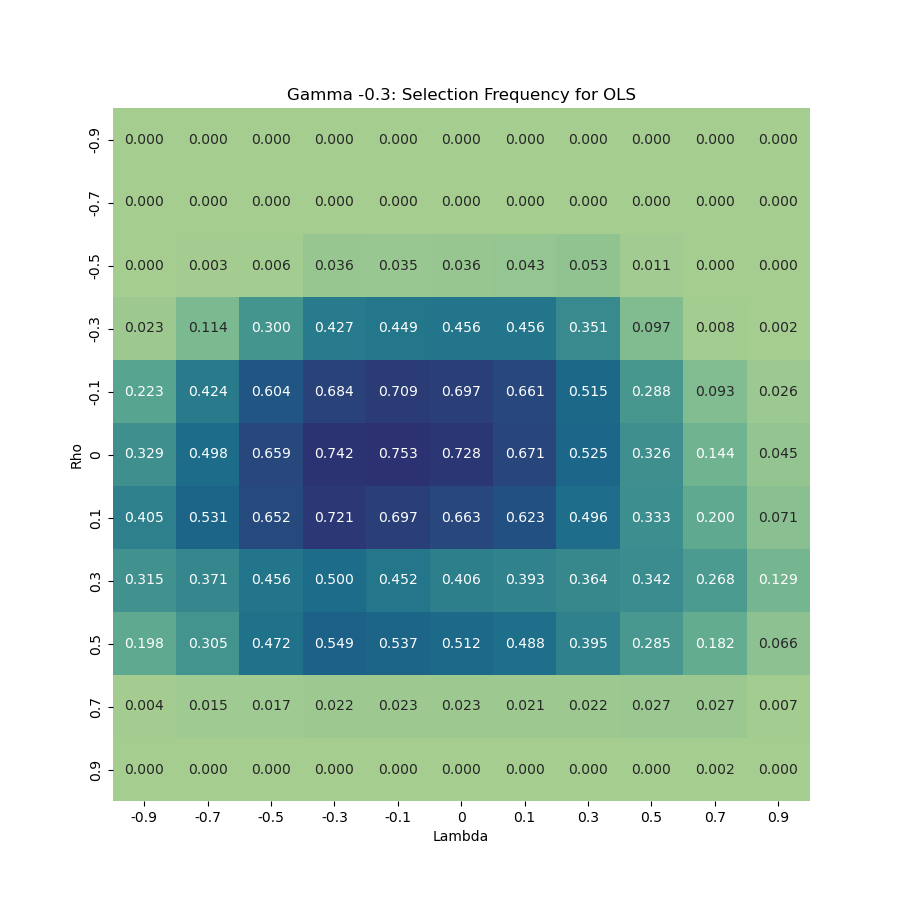 Gamma -0.3: Selection Frequency for OLS
-0.9 0.000 0.000 0.000 0.000 0.000 0.000 0.000 0.000 0.000 0.000 0.000
-0.7 0.000 0.000 0.000 0.000 0.000 0.000 0.000 0.000 0.000 0.000 0.000
-0.5 0.000 0.003 0.006 0.036 0.035 0.036 0.043 0.053 0.011 0.000 0.000
-0.3 0.023 0.114 0.300 0.427 0.449 0.456 0.456 0.351 0.097 0.008 0.002
-0.1 0.223 0.424 0.604 0.684 0.709 0.697 0.661 0.515 0.288 0.093 0.026
Rho
0 0.329 0.498 0.659 0.742 0.753 0.728 0.671 0.525 0.326 0.144 0.045
0.1 0.405 0.531 0.652 0.721 0.697 0.663 0.623 0.496 0.333 0.200 0.071
0.3 0.315 0.371 0.456 0.500 0.452 0.406 0.393 0.364 0.342 0.268 0.129
0.5 0.198 0.305 0.472 0.549 0.537 0.512 0.488 0.395 0.285 0.182 0.066
0.7 0.004 0.015 0.017 0.022 0.023 0.023 0.021 0.022 0.027 0.027 0.007
0.9 0.000 0.000 0.000 0.000 0.000 0.000 0.000 0.000 0.000 0.002 0.000
-0.9 -0.7 -0.5 -0.3 -0.1 0 0.1 0.3 0.5 0.7 0.9
Lambda